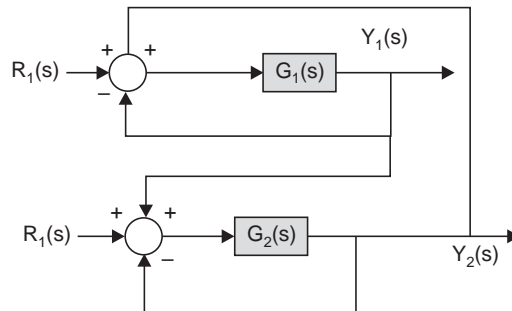 + +
Y₁(s)
R₁(s) G₁(s)
−
+ +
R₁(s) G₂(s)
−
Y₂(s)